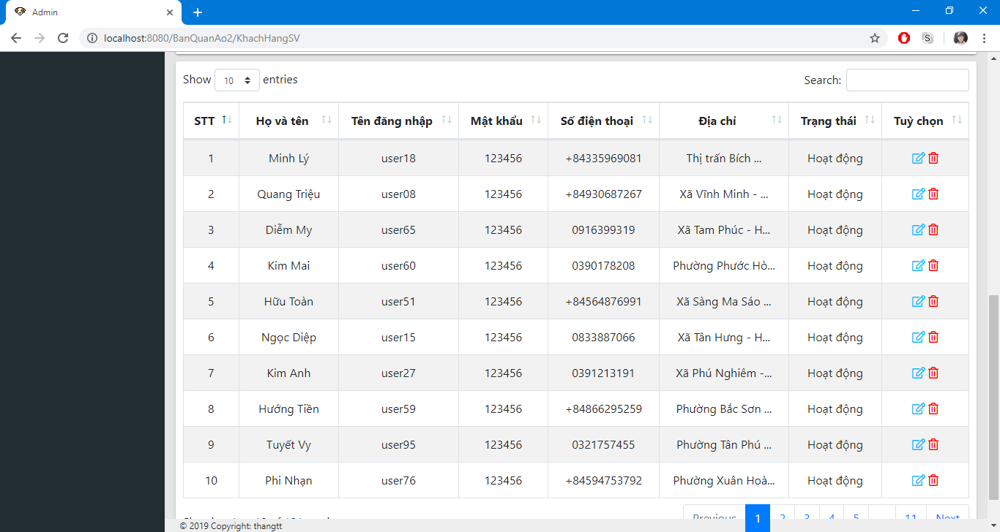 Admin
localhost:8080/BanQuanAo2/KhachHangSV
S
Show 10 entries Search:
STT Họ và tên Tên đăng nhập Mật khẩu Số điện thoại Địa chỉ Trạng thái Tuỳ chọn
1 Minh Lý user18 123456 +84335969081 Thị trấn Bích ... Hoạt động
2 Quang Triệu user08 123456 +84930687267 Xã Vĩnh Minh - ... Hoạt động
3 Diễm My user65 123456 0916399319 Xã Tam Phúc - H... Hoạt động
4 Kim Mai user60 123456 0390178208 Phường Phước Hò... Hoạt động
5 Hữu Toàn user51 123456 +84564876991 Xã Sàng Ma Sáo ... Hoạt động
6 Ngọc Diệp user15 123456 0833887066 Xã Tân Hưng - H... Hoạt động
7 Kim Anh user27 123456 0391213191 Xã Phú Nghiêm -... Hoạt động
8 Hướng Tiền user59 123456 +84866295259 Phường Bắc Sơn ... Hoạt động
9 Tuyết Vy user95 123456 0321757455 Phường Tân Phú ... Hoạt động
10 Phi Nhạn user76 123456 +84594753792 Phường Xuân Hoà... Hoạt động
Previous 1 2 3 4 5 11 Next
© 2019 Copyright: thangtt